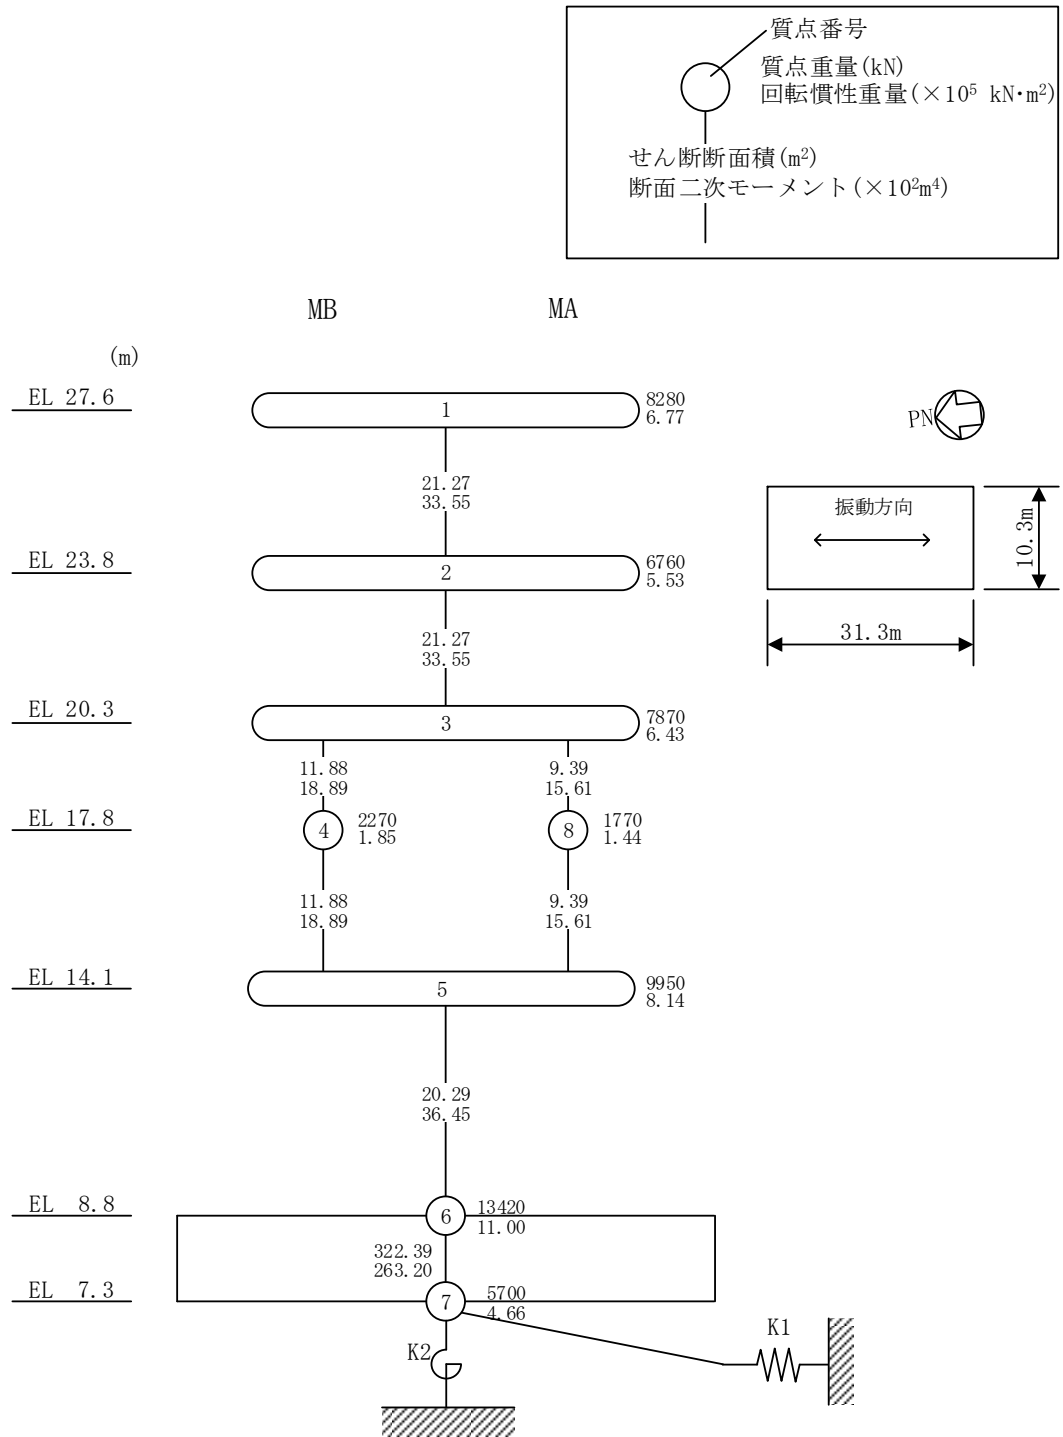 質点番号
質点重量(kN)
回転慣性重量(×10⁵ kN・m²)
せん断断面積(m²)
断面二次モーメント(×10²m⁴)
MB MA
(m)
EL 27.6
1
8280
6.77
PN
21.27
33.55
振動方向
10.3m
31.3m
EL 23.8
2
6760
5.53
21.27
33.55
EL 20.3
3
7870
6.43
11.88
18.89
9.39
15.61
EL 17.8
4
2270
1.85
8
1770
1.44
11.88
18.89
9.39
15.61
EL 14.1
5
9950
8.14
20.29
36.45
EL 8.8
6
13420
11.00
322.39
263.20
EL 7.3
7
5700
4.66
K2
K1